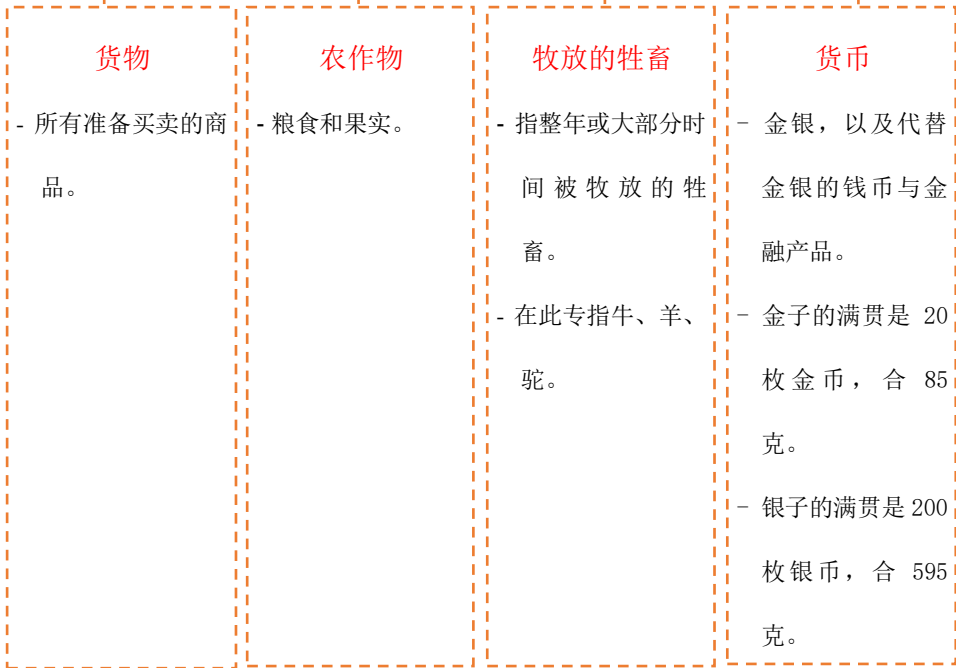 货物
- 所有准备买卖的商
品。
农作物
- 粮食和果实。
牧放的牲畜
- 指整年或大部分时
间被牧放的牲
畜。
- 在此专指牛、羊、
驼。
货币
- 金银，以及代替
金银的钱币与金
融产品。
- 金子的满贯是 20
枚金币，合 85
克。
- 银子的满贯是 200
枚银币，合 595
克。